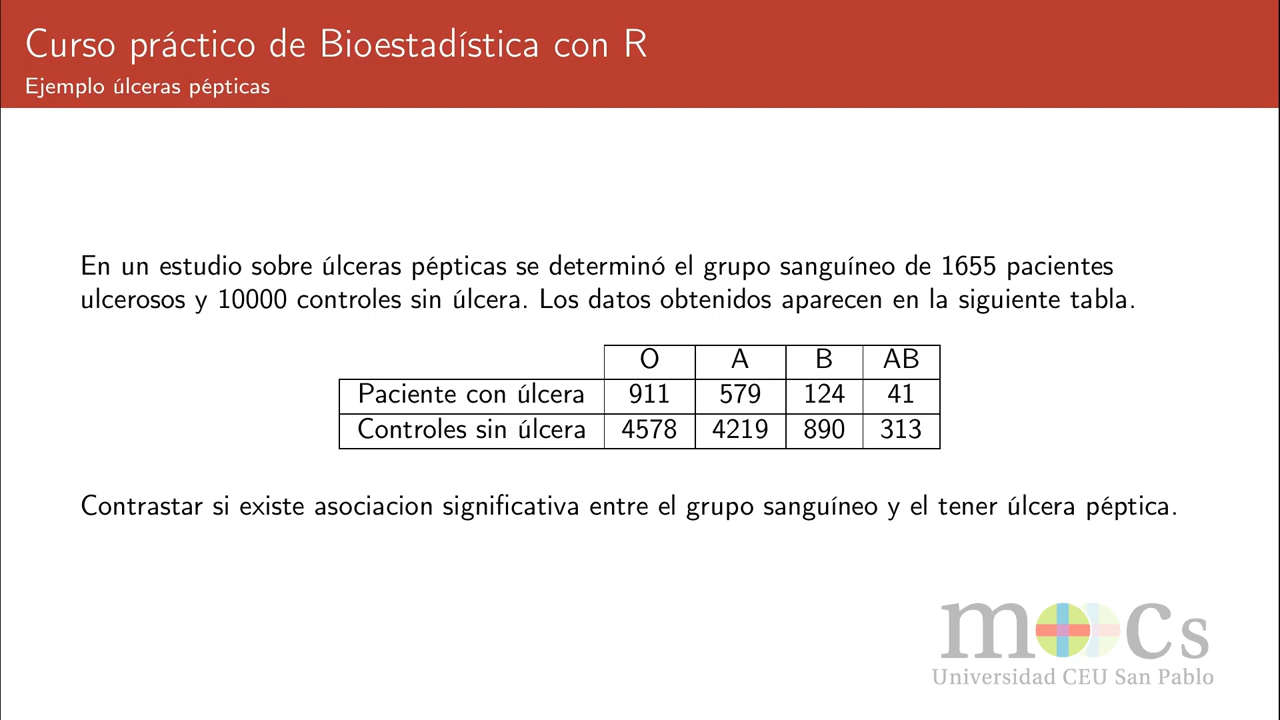 Curso práctico de Bioestadística con R
Ejemplo úlceras pépticas
En un estudio sobre úlceras pépticas se determinó el grupo sanguíneo de 1655 pacientes
ulcerosos y 10000 controles sin úlcera. Los datos obtenidos aparecen en la siguiente tabla.
O A B AB
Paciente con úlcera 911 579 124 41
Controles sin úlcera 4578 4219 890 313
Contrastar si existe asociacion significativa entre el grupo sanguíneo y el tener úlcera péptica.
moocs
Universidad CEU San Pablo